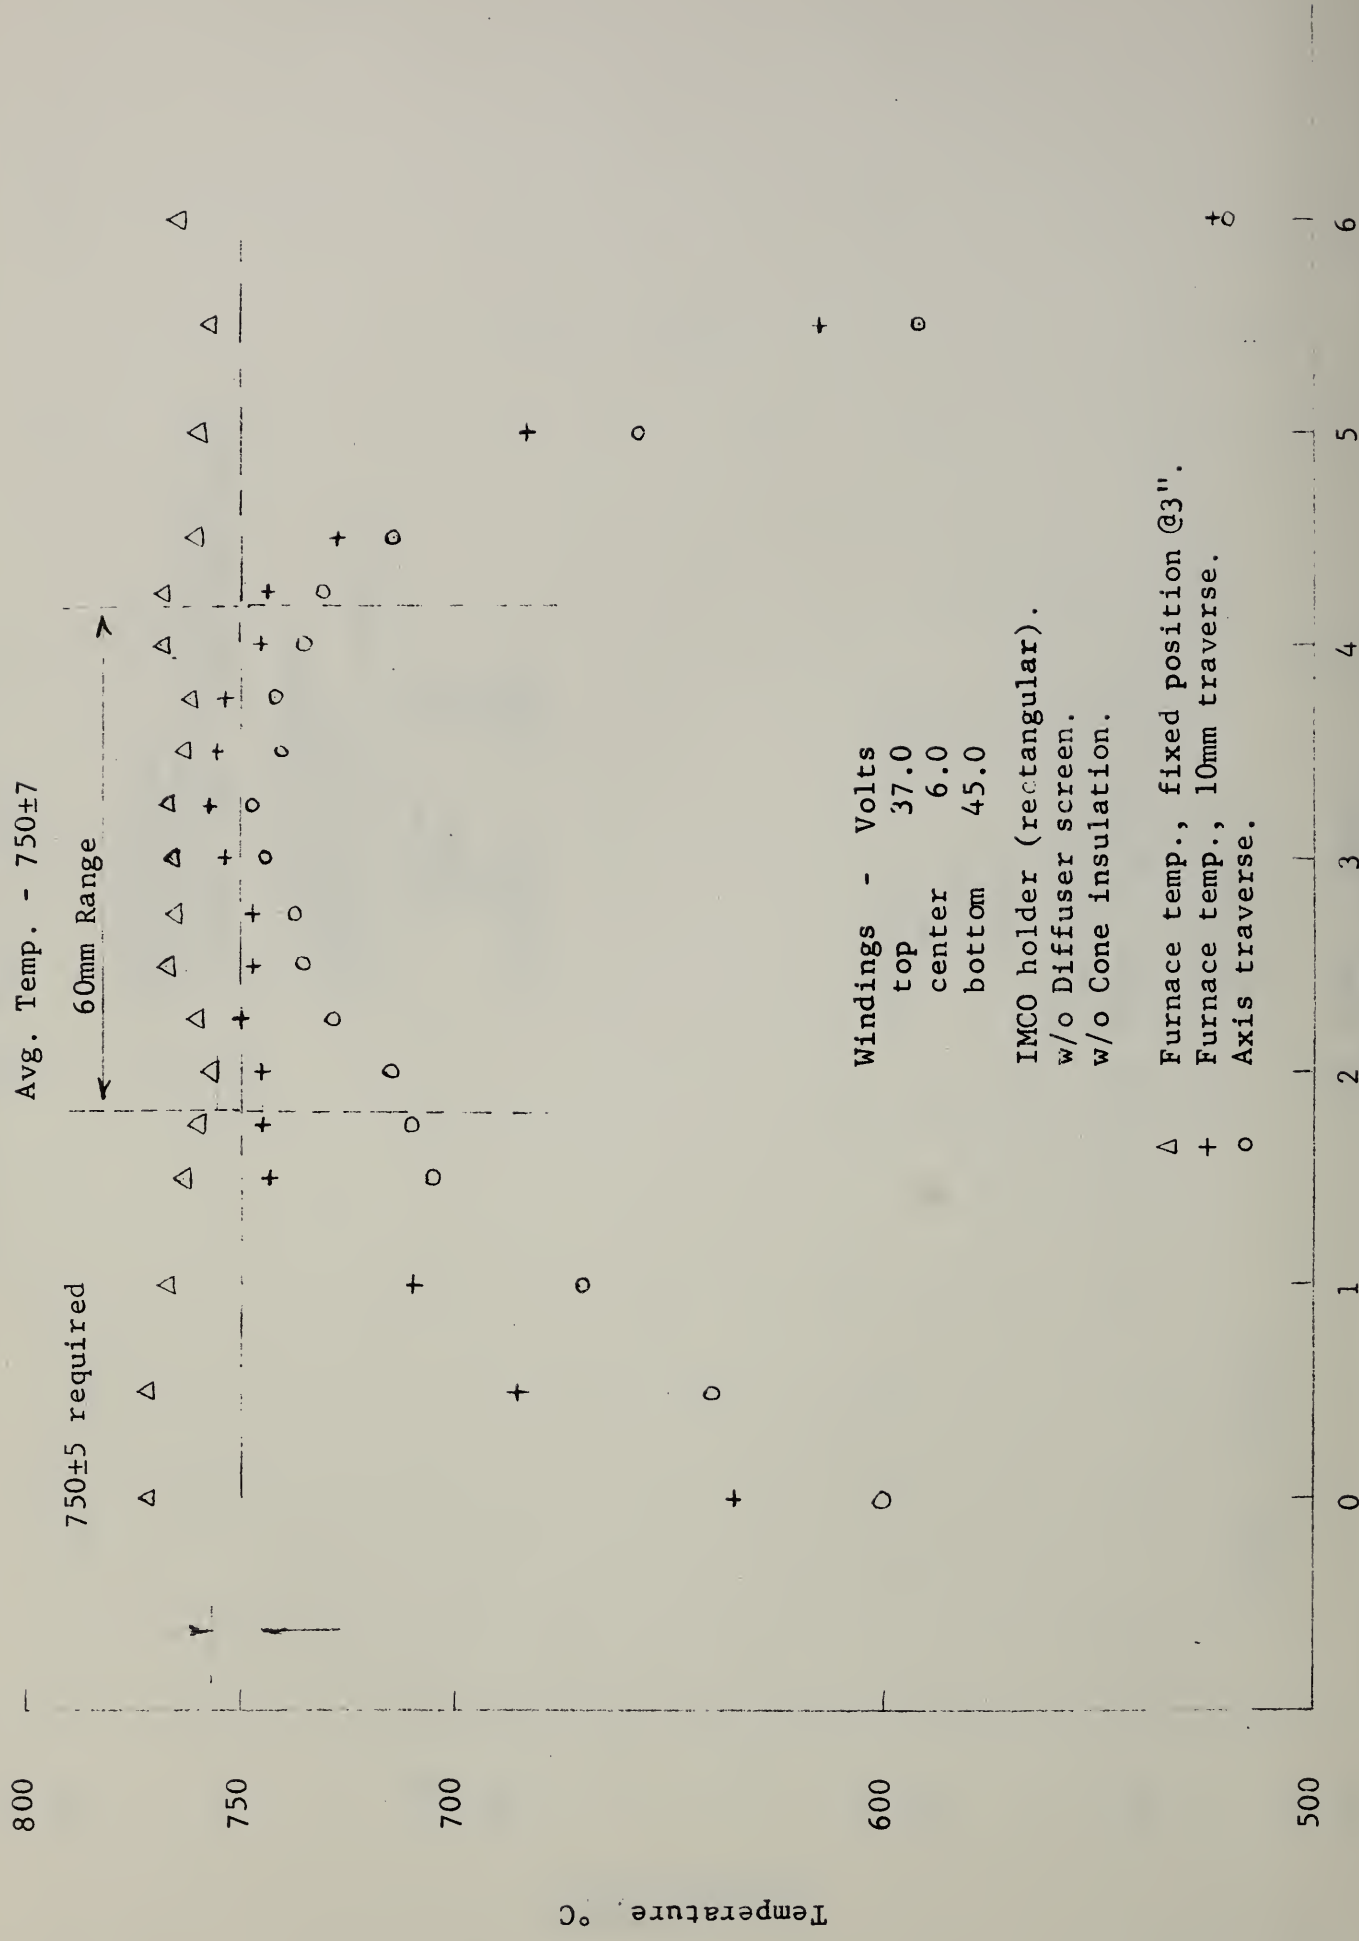 Avg. Temp. - 750±7
60mm Range
750±5 required
800
750
700
600
500
Temperature, °C
Windings - Volts
top 37.0
center 6.0
bottom 45.0
IMCO holder (rectangular).
w/o Diffuser screen.
w/o Cone insulation.
Δ Furnace temp., fixed position @3".
+ Furnace temp., 10mm traverse.
o Axis traverse.
0 1 2 3 4 5 6